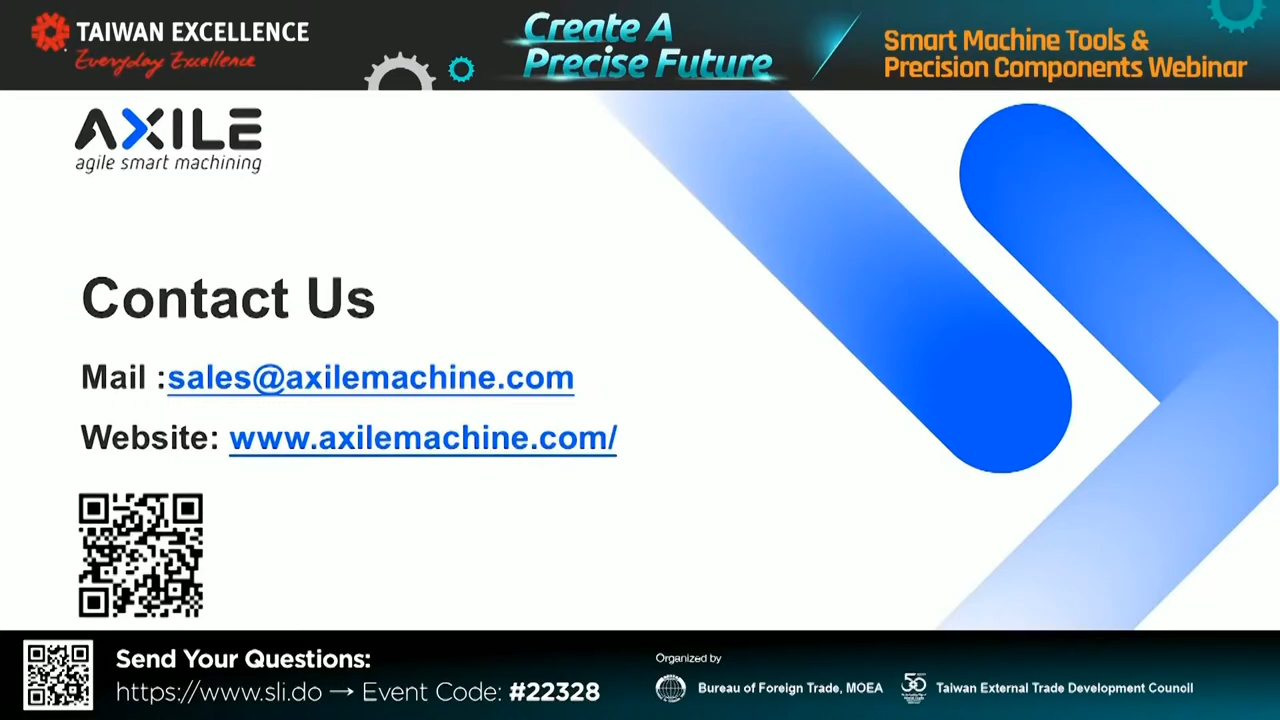 TAIWAN EXCELLENCE
Everyday Excellence
Create A
Precise Future
Smart Machine Tools &
Precision Components Webinar
AXILE
agile smart machining
Contact Us
Mail :sales@axilemachine.com
Website: www.axilemachine.com/
Send Your Questions:
https://www.sli.do → Event Code: #22328
Organized by
Bureau of Foreign Trade, MOEA
50
Taiwan External Trade Development Council